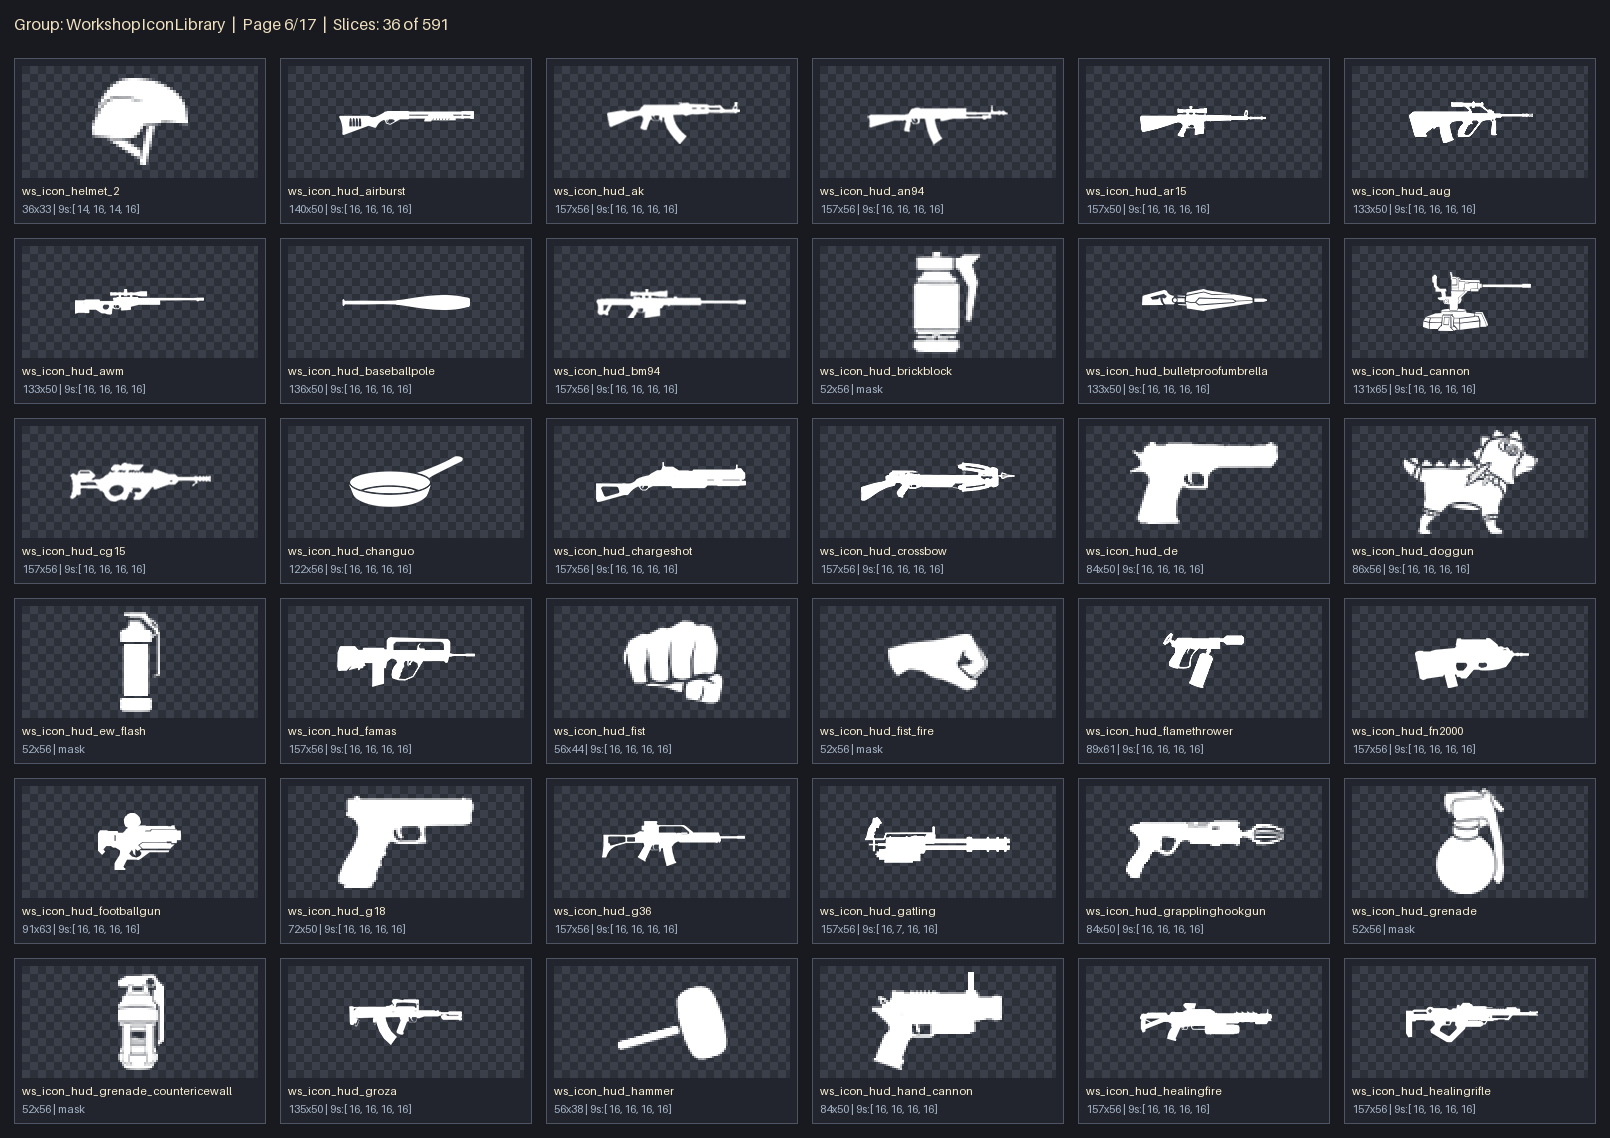 Group: WorkshopIconLibrary | Page 6/17 | Slices: 36 of 591
ws_icon_helmet_2
36x33 | 9s:[14, 16, 14, 16]
ws_icon_hud_airburst
140x50 | 9s:[16, 16, 16, 16]
ws_icon_hud_ak
157x56 | 9s:[16, 16, 16, 16]
ws_icon_hud_an94
157x56 | 9s:[16, 16, 16, 16]
ws_icon_hud_ar15
157x50 | 9s:[16, 16, 16, 16]
ws_icon_hud_aug
133x50 | 9s:[16, 16, 16, 16]
ws_icon_hud_awm
133x50 | 9s:[16, 16, 16, 16]
ws_icon_hud_baseballpole
136x50 | 9s:[16, 16, 16, 16]
ws_icon_hud_bm94
157x56 | 9s:[16, 16, 16, 16]
ws_icon_hud_brickblock
52x56 | mask
ws_icon_hud_bulletproofumbrella
133x50 | 9s:[16, 16, 16, 16]
ws_icon_hud_cannon
131x65 | 9s:[16, 16, 16, 16]
ws_icon_hud_cg15
157x56 | 9s:[16, 16, 16, 16]
ws_icon_hud_changuo
122x56 | 9s:[16, 16, 16, 16]
ws_icon_hud_chargeshot
157x56 | 9s:[16, 16, 16, 16]
ws_icon_hud_crossbow
157x56 | 9s:[16, 16, 16, 16]
ws_icon_hud_de
84x50 | 9s:[16, 16, 16, 16]
ws_icon_hud_doggun
86x56 | 9s:[16, 16, 16, 16]
ws_icon_hud_ew_flash
52x56 | mask
ws_icon_hud_famas
157x56 | 9s:[16, 16, 16, 16]
ws_icon_hud_fist
56x44 | 9s:[16, 16, 16, 16]
ws_icon_hud_fist_fire
52x56 | mask
ws_icon_hud_flamethrower
89x61 | 9s:[16, 16, 16, 16]
ws_icon_hud_fn2000
157x56 | 9s:[16, 16, 16, 16]
ws_icon_hud_footballgun
91x63 | 9s:[16, 16, 16, 16]
ws_icon_hud_g18
72x50 | 9s:[16, 16, 16, 16]
ws_icon_hud_g36
157x56 | 9s:[16, 16, 16, 16]
ws_icon_hud_gatling
157x56 | 9s:[16, 7, 16, 16]
ws_icon_hud_grapplinghookgun
84x50 | 9s:[16, 16, 16, 16]
ws_icon_hud_grenade
52x56 | mask
ws_icon_hud_grenade_countericewall
52x56 | mask
ws_icon_hud_groza
135x50 | 9s:[16, 16, 16, 16]
ws_icon_hud_hammer
56x38 | 9s:[16, 16, 16, 16]
ws_icon_hud_hand_cannon
84x50 | 9s:[16, 16, 16, 16]
ws_icon_hud_healingfire
157x56 | 9s:[16, 16, 16, 16]
ws_icon_hud_healingrifle
157x56 | 9s:[16, 16, 16, 16]